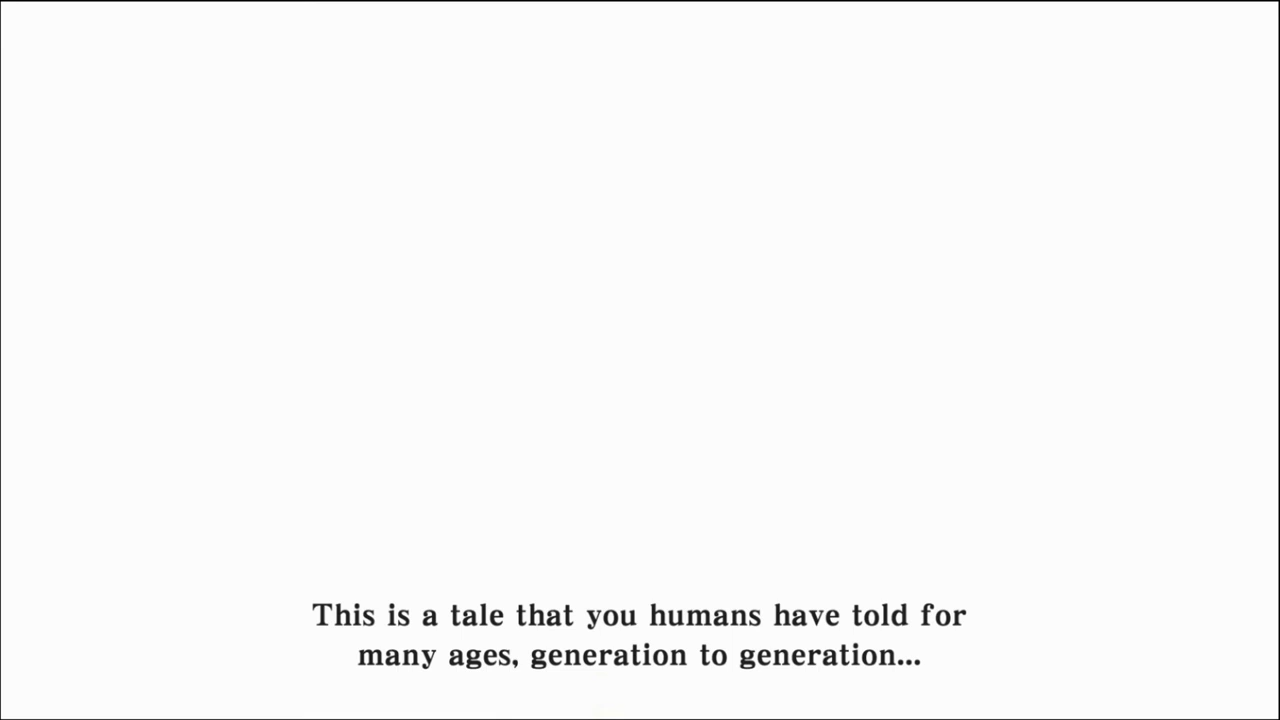 This is a tale that you humans have told for
many ages, generation to generation...